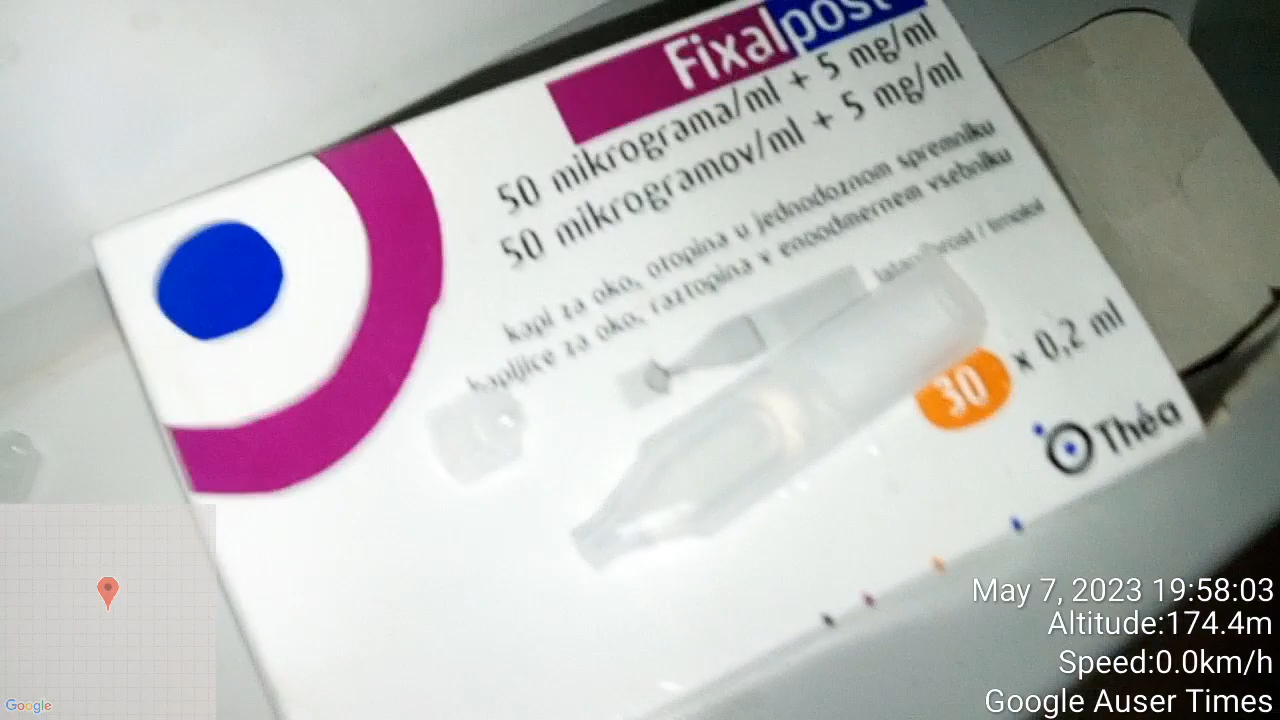 Fixalpost
50 mikrograma/ml + 5 mg/ml
50 mikrogramov/ml + 5 mg/ml
kapi za oko, otopina u jednodoznom spremniku
kapljice za oko, raztopina v enoodmernem vsebniku
latanoprost / timolol
30 x 0,2 ml
Théa
May 7, 2023 19:58:03
Altitude:174.4m
Speed:0.0km/h
Google Auser Times
Google